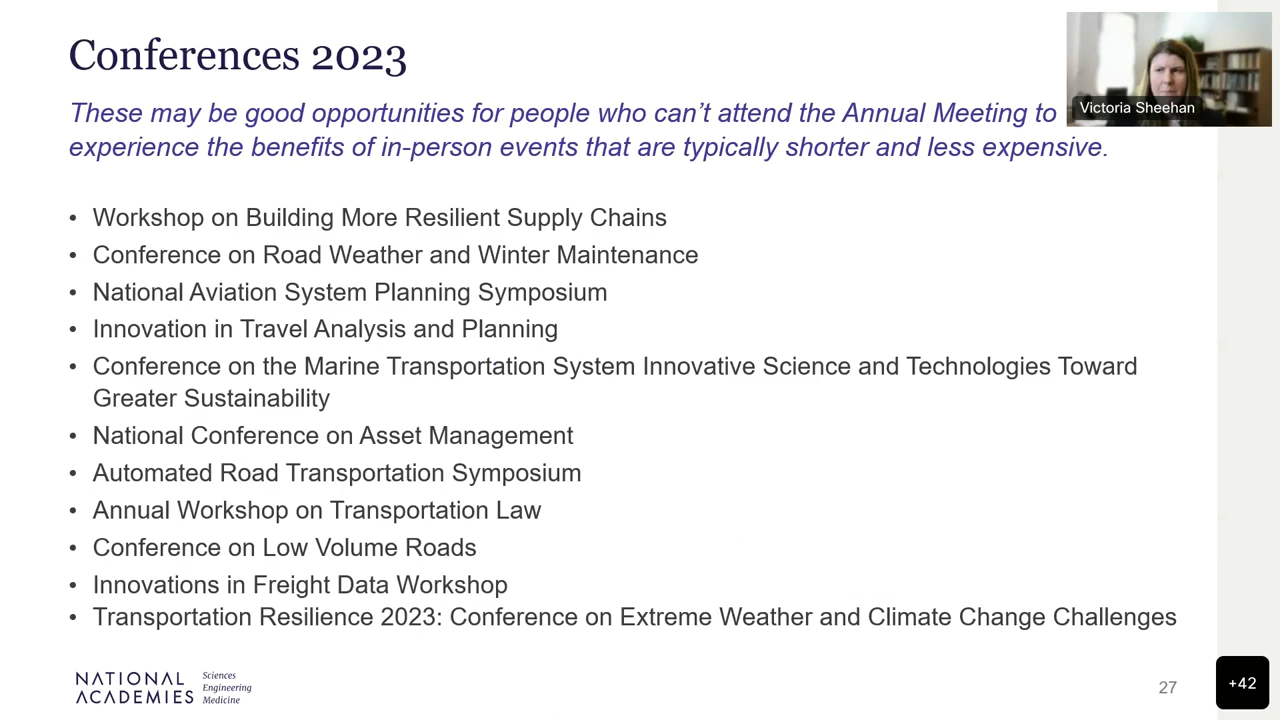 Conferences 2023
Victoria Sheehan
These may be good opportunities for people who can't attend the Annual Meeting to
experience the benefits of in-person events that are typically shorter and less expensive.
• Workshop on Building More Resilient Supply Chains
• Conference on Road Weather and Winter Maintenance
• National Aviation System Planning Symposium
• Innovation in Travel Analysis and Planning
• Conference on the Marine Transportation System Innovative Science and Technologies Toward
Greater Sustainability
• National Conference on Asset Management
• Automated Road Transportation Symposium
• Annual Workshop on Transportation Law
• Conference on Low Volume Roads
• Innovations in Freight Data Workshop
• Transportation Resilience 2023: Conference on Extreme Weather and Climate Change Challenges
NATIONAL
ACADEMIES
Sciences
Engineering
Medicine
27
+42